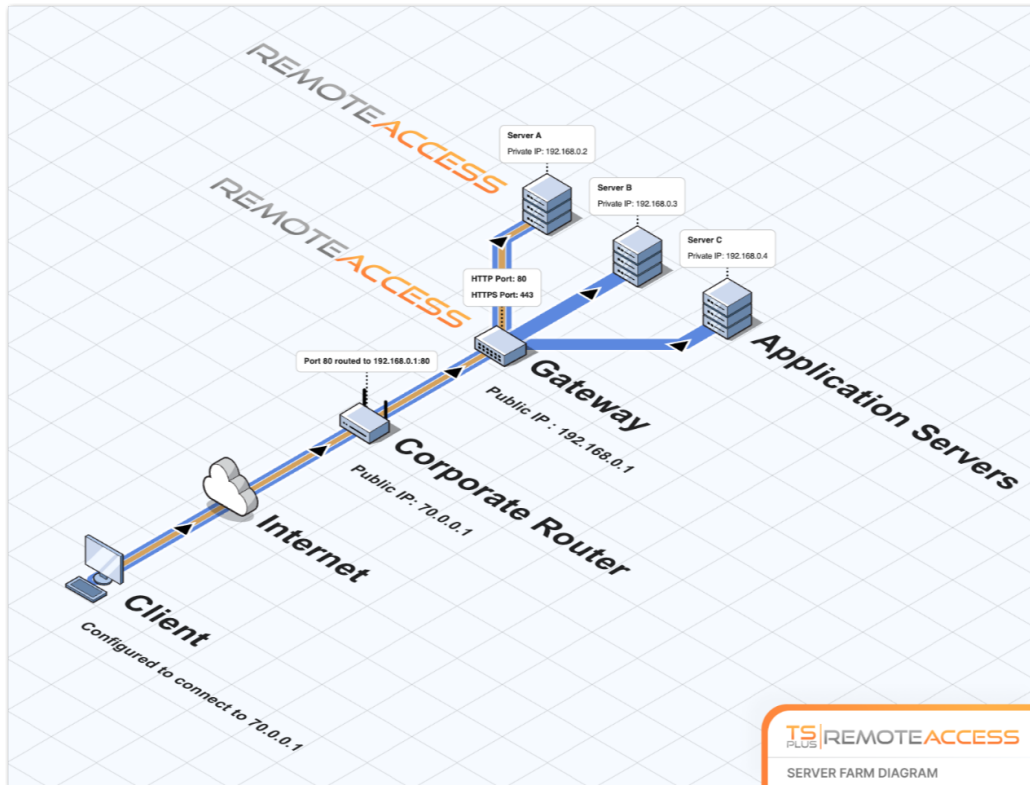 REMOTEACCESS
Server A
Private IP: 192.168.0.2
REMOTEACCESS
Server B
Private IP: 192.168.0.3
Server C
Private IP: 192.168.0.4
HTTP Port: 80
HTTPS Port: 443
Application Servers
Port 80 routed to 192.168.0.1:80
Gateway
Public IP : 192.168.0.1
Corporate Router
Public IP: 70.0.0.1
Internet
Client
Configured to connect to 70.0.0.1
TS PLUS REMOTEACCESS
SERVER FARM DIAGRAM